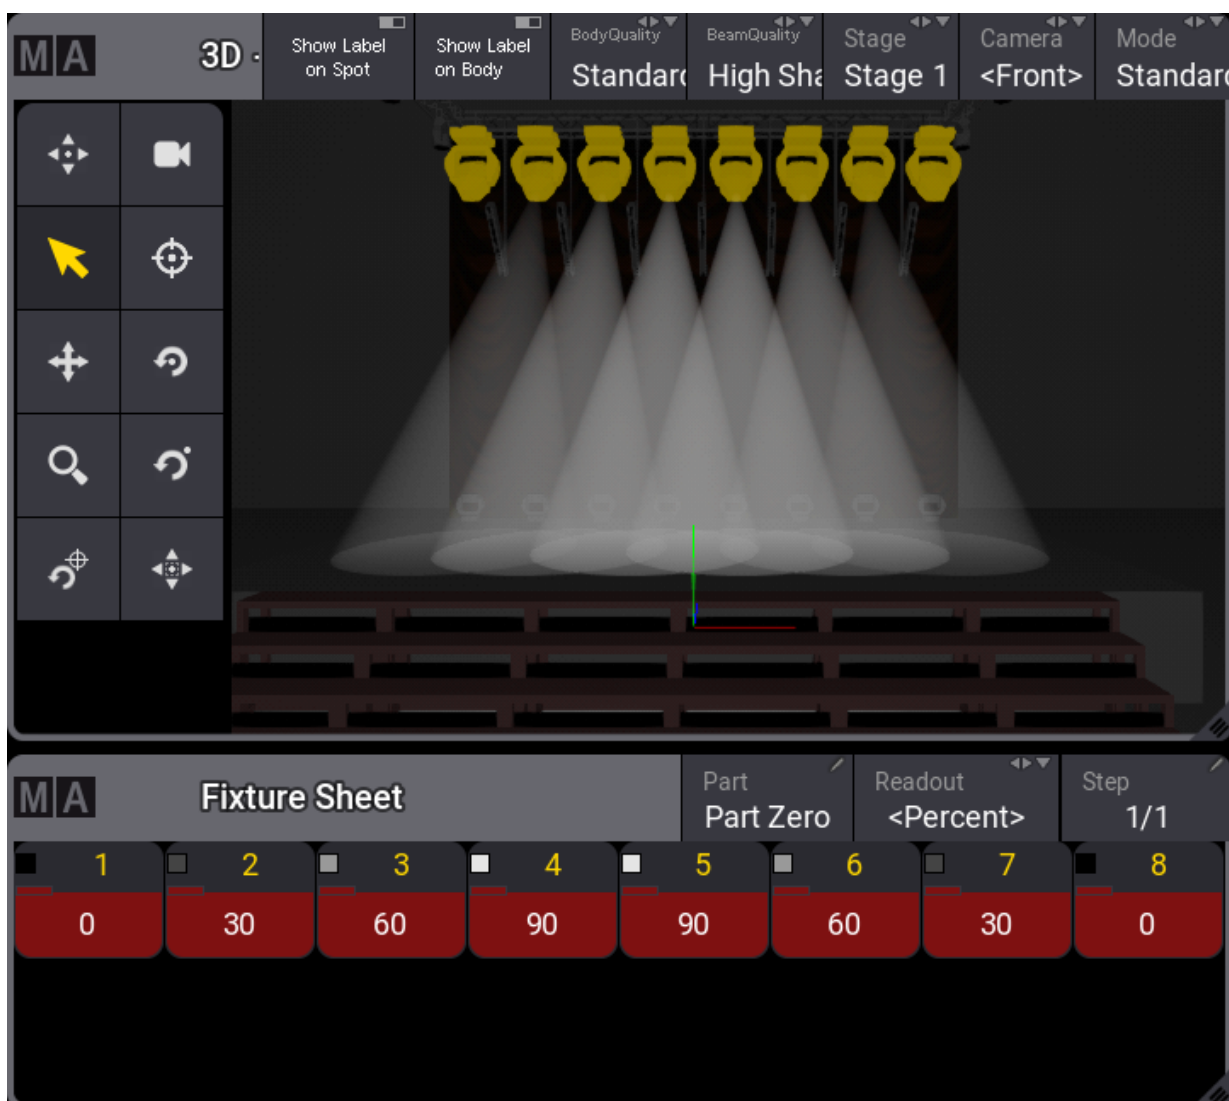 MA
3D
Show Label
on Spot
Show Label
on Body
BodyQuality
Standard
BeamQuality
High Sha
Stage
Stage 1
Camera
<Front>
Mode
Standard
MA
Fixture Sheet
Part
Part Zero
Readout
<Percent>
Step
1/1
1 2 3 4 5 6 7 8
0 30 60 90 90 60 30 0